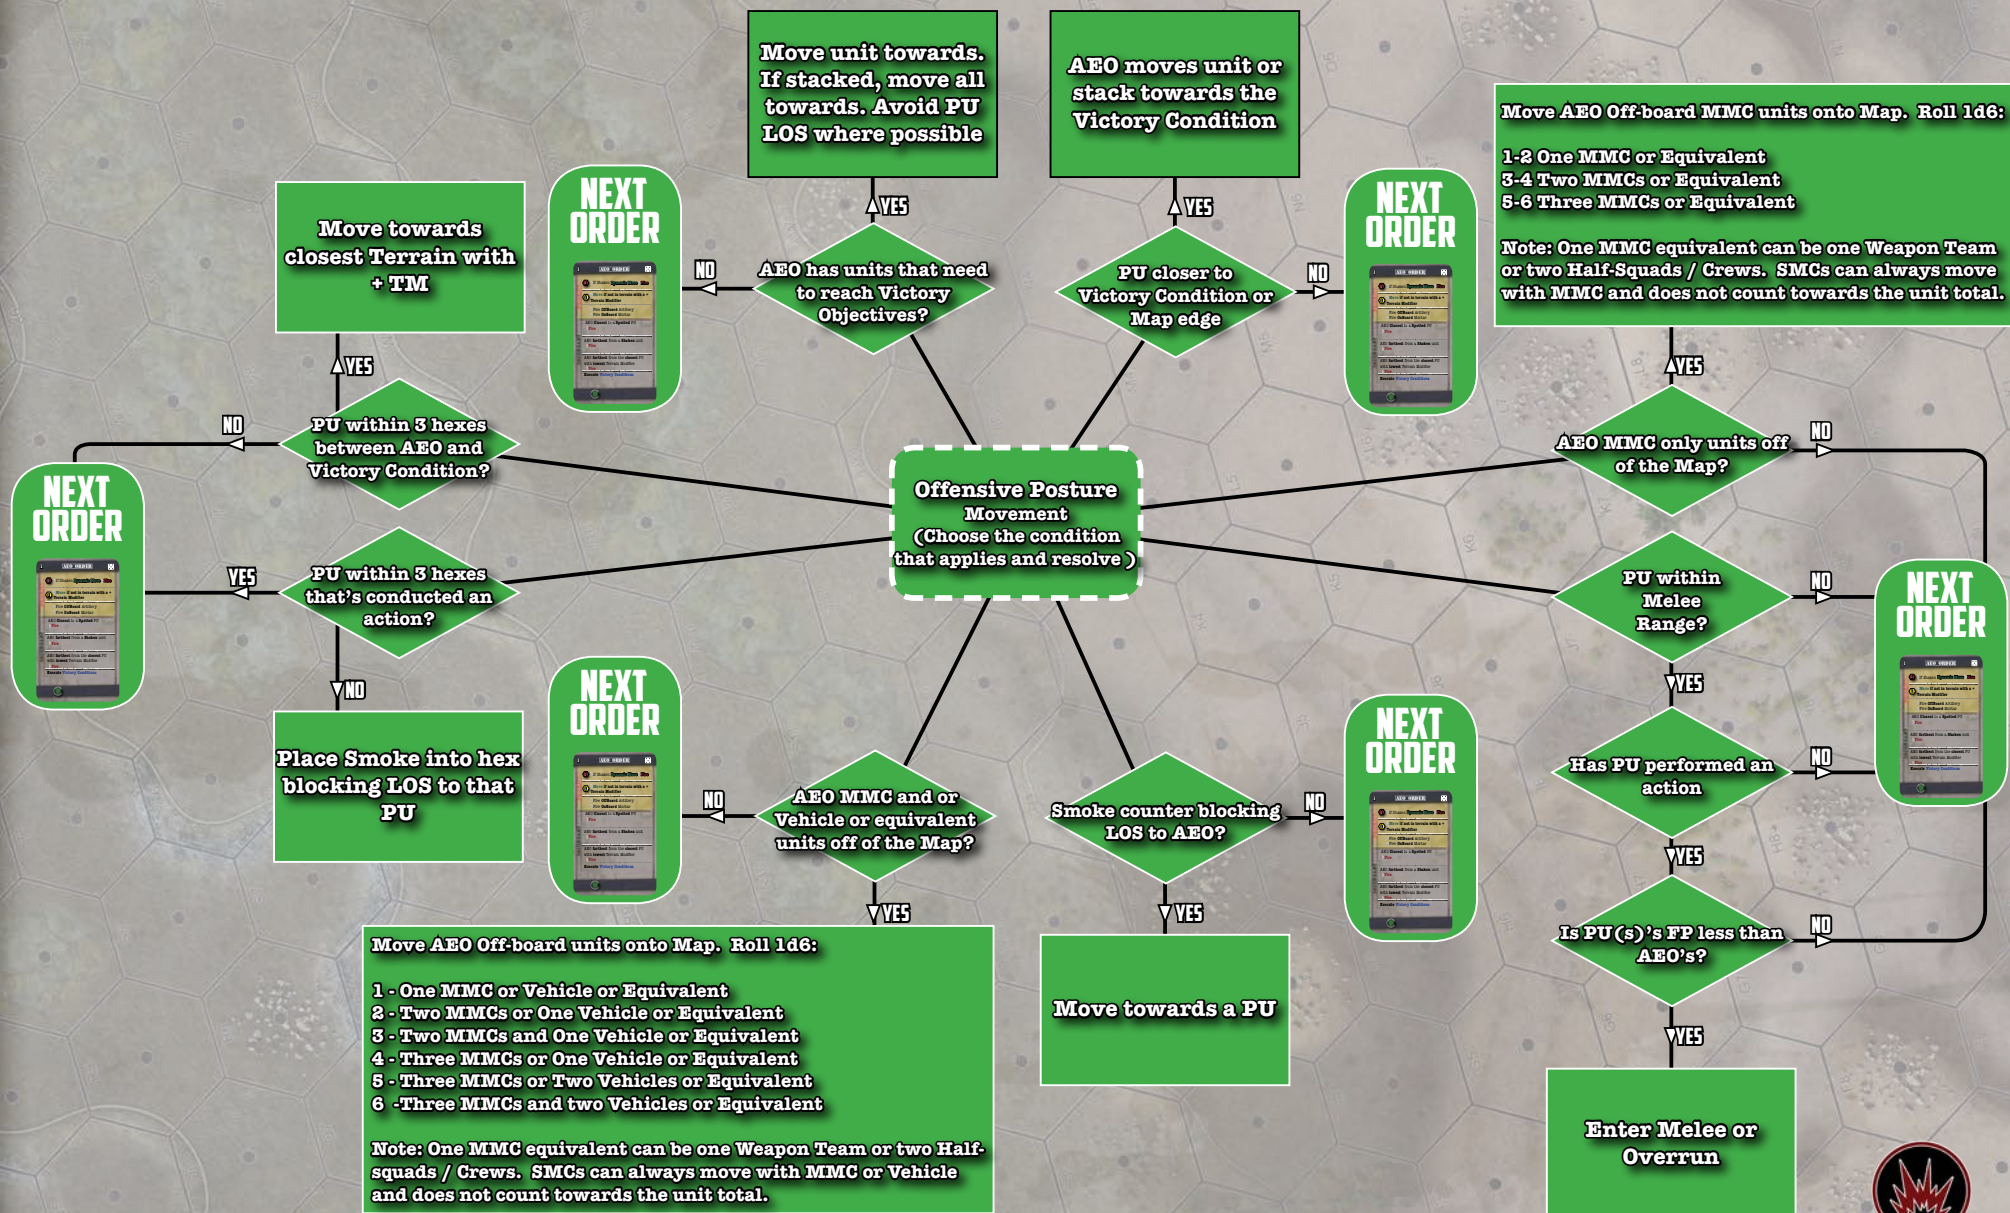 Move unit towards.
If stacked, move all
towards. Avoid PU
LOS where possible
AEO moves unit or
stack towards the
Victory Condition
Move AEO Off-board MMC units onto Map.  Roll 1d6:
1-2 One MMC or Equivalent
3-4 Two MMCs or Equivalent
5-6 Three MMCs or Equivalent
Note: One MMC equivalent can be one Weapon Team
or two Half-Squads / Crews.  SMCs can always move
with MMC and does not count towards the unit total.
Move towards
closest Terrain with
+ TM
NEXT
ORDER
AEO ORDER
YES
YES
NEXT
ORDER
AEO ORDER
AEO has units that need
to reach Victory
Objectives?
NO
PU closer to
Victory Condition or
Map edge
NO
YES
YES
PU within 3 hexes
between AEO and
Victory Condition?
NO
AEO MMC only units off
of the Map?
NO
Offensive Posture
Movement
(Choose the condition
that applies and resolve )
NEXT
ORDER
AEO ORDER
PU within 3 hexes
that's conducted an
action?
YES
NO
PU within
Melee
Range?
NO
NEXT
ORDER
AEO ORDER
YES
Place Smoke into hex
blocking LOS to that
PU
NEXT
ORDER
AEO ORDER
AEO MMC and or
Vehicle or equivalent
units off of the Map?
NO
YES
Smoke counter blocking
LOS to AEO?
NO
YES
NEXT
ORDER
AEO ORDER
Has PU performed an
action
NO
YES
Is PU(s)'s FP less than
AEO's?
NO
YES
Move AEO Off-board units onto Map.  Roll 1d6:
1 - One MMC or Vehicle or Equivalent
2 - Two MMCs or One Vehicle or Equivalent
3 - Two MMCs and One Vehicle or Equivalent
4 - Three MMCs or One Vehicle or Equivalent
5 - Three MMCs or Two Vehicles or Equivalent
6  -Three MMCs and two Vehicles or Equivalent
Note: One MMC equivalent can be one Weapon Team or two Half-
squads / Crews.  SMCs can always move with MMC or Vehicle
and does not count towards the unit total.
Move towards a PU
Enter Melee or
Overrun